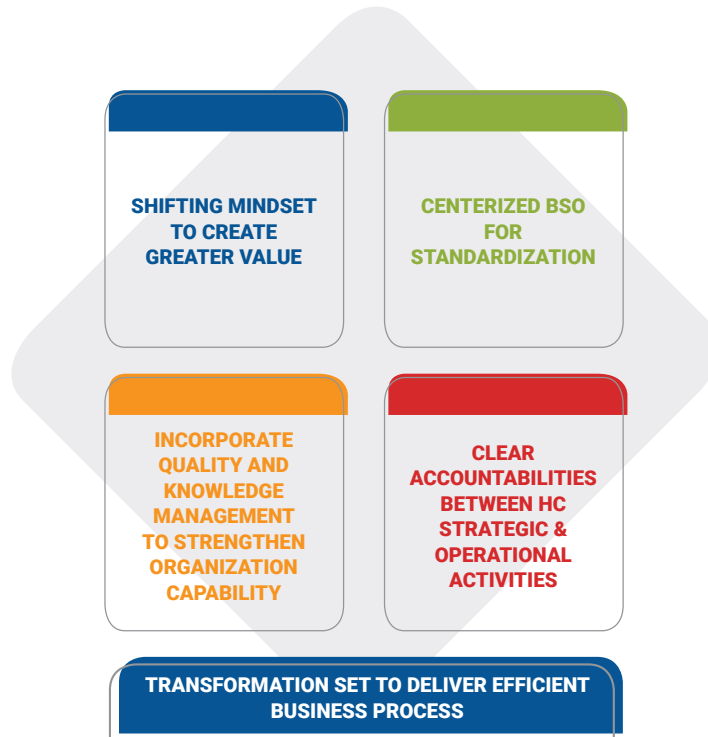 SHIFTING MINDSET
TO CREATE
GREATER VALUE
CENTERIZED BSO
FOR
STANDARDIZATION
INCORPORATE
QUALITY AND
KNOWLEDGE
MANAGEMENT
TO STRENGTHEN
ORGANIZATION
CAPABILITY
CLEAR
ACCOUNTABILITIES
BETWEEN HC
STRATEGIC &
OPERATIONAL
ACTIVITIES
TRANSFORMATION SET TO DELIVER EFFICIENT
BUSINESS PROCESS